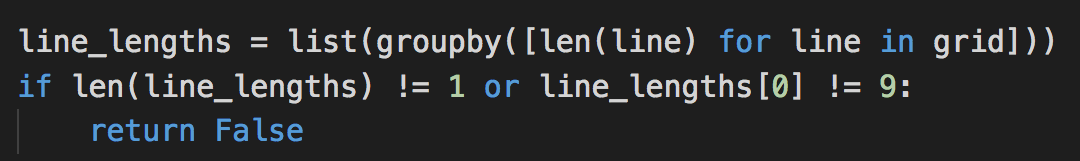 line_lengths = list(groupby([len(line) for line in grid]))
if len(line_lengths) != 1 or line_lengths[0] != 9:
    return False